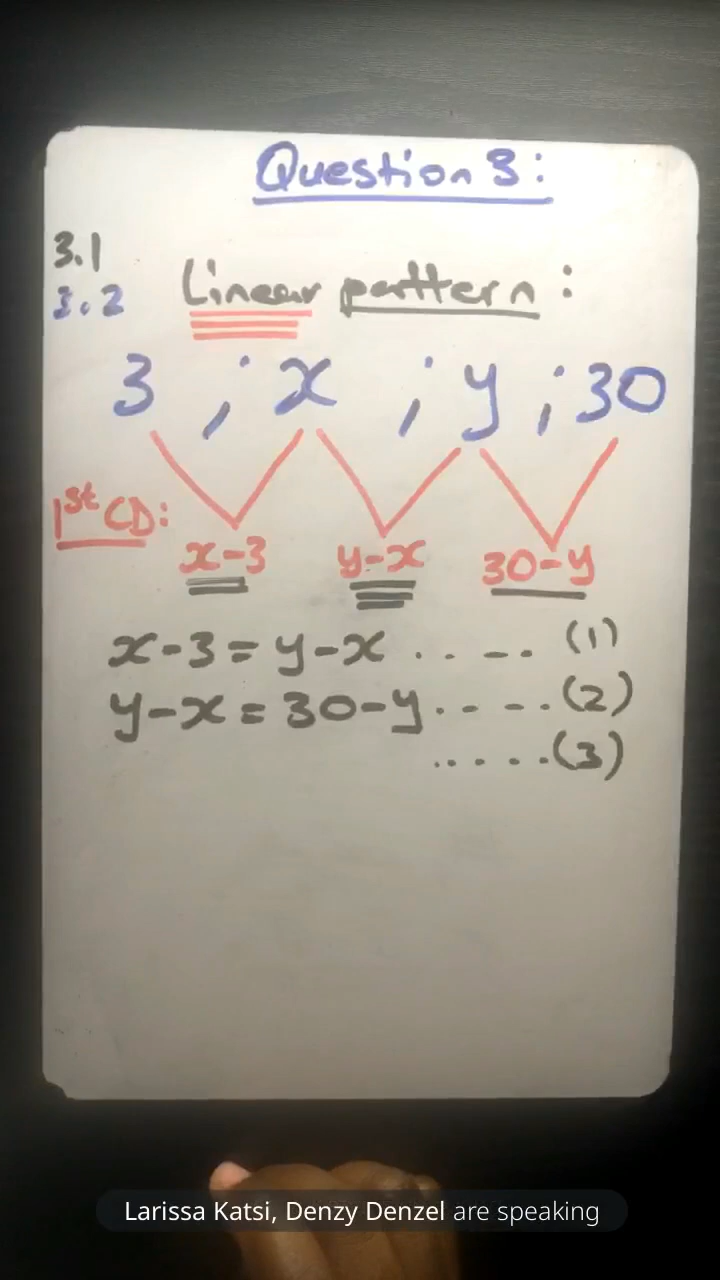 Question 3:
3.1
3.2 Linear pattern:
3 ; x ; y ; 30
1st CD: x-3 y-x 30-y
x-3 = y-x ..--. (1)
y-x = 30-y. . - - . . (2)
.....(3)
Larissa Katsi, Denzy Denzel are speaking